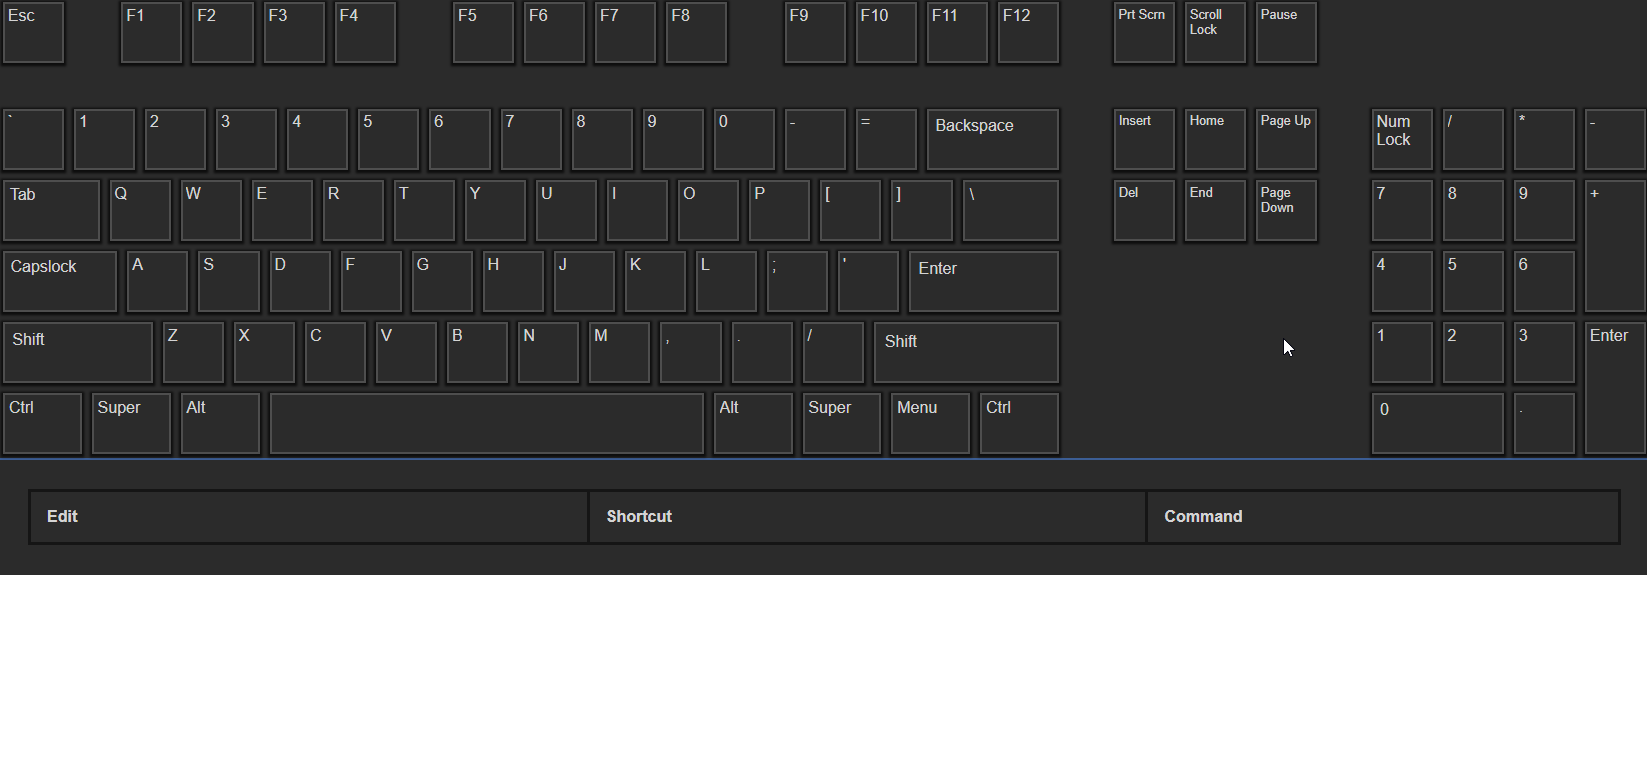 Esc F1 F2 F3 F4 F5 F6 F7 F8 F9 F10 F11 F12 Prt Scrn Scroll Lock Pause
` 1 2 3 4 5 6 7 8 9 0 - = Backspace Insert Home Page Up Num Lock / * -
Tab Q W E R T Y U I O P [ ] \ Del End Page Down 7 8 9 +
Capslock A S D F G H J K L ; ' Enter 4 5 6
Shift Z X C V B N M , . / Shift 1 2 3 Enter
Ctrl Super Alt Alt Super Menu Ctrl 0 .
Edit Shortcut Command